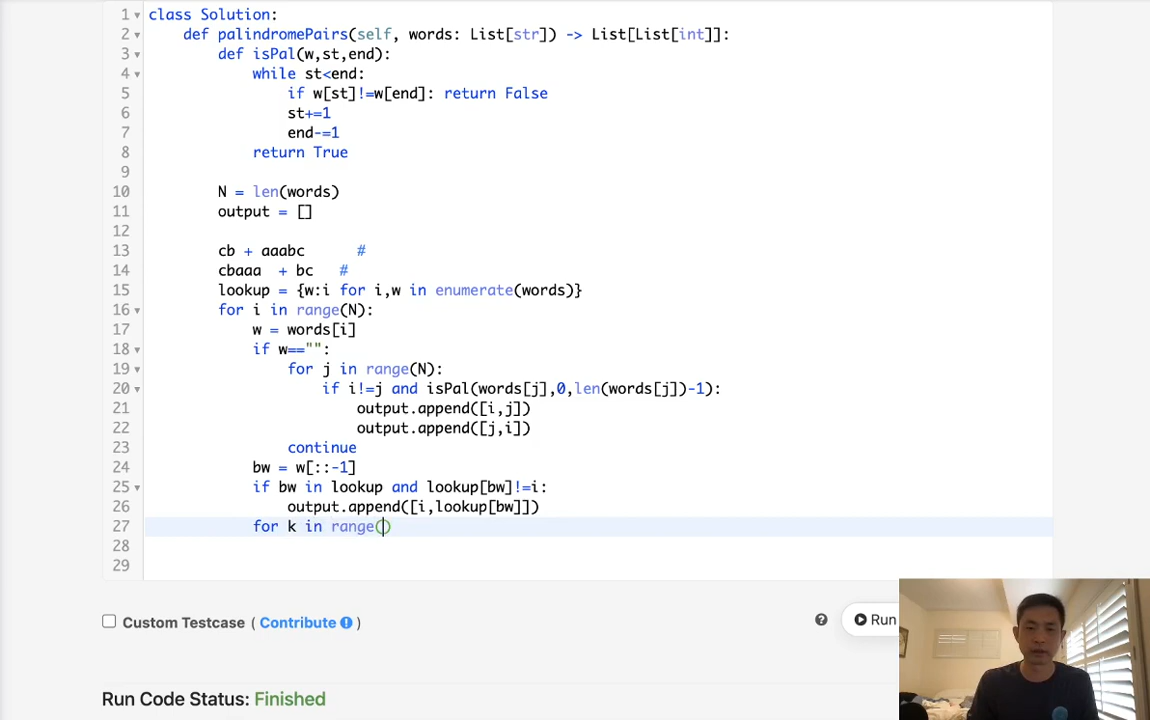 1 class Solution:
2 def palindromePairs(self, words: List[str]) -> List[List[int]]:
3 def isPal(w,st,end):
4 while st<end:
5 if w[st]!=w[end]: return False
6 st+=1
7 end-=1
8 return True
9
10 N = len(words)
11 output = []
12
13 cb + aaabc #
14 cbaaa + bc #
15 lookup = {w:i for i,w in enumerate(words)}
16 for i in range(N):
17 w = words[i]
18 if w=="":
19 for j in range(N):
20 if i!=j and isPal(words[j],0,len(words[j])-1):
21 output.append([i,j])
22 output.append([j,i])
23 continue
24 bw = w[::-1]
25 if bw in lookup and lookup[bw]!=i:
26 output.append([i,lookup[bw]])
27 for k in range()
28
29
Custom Testcase ( Contribute ! )
? Run
Run Code Status: Finished